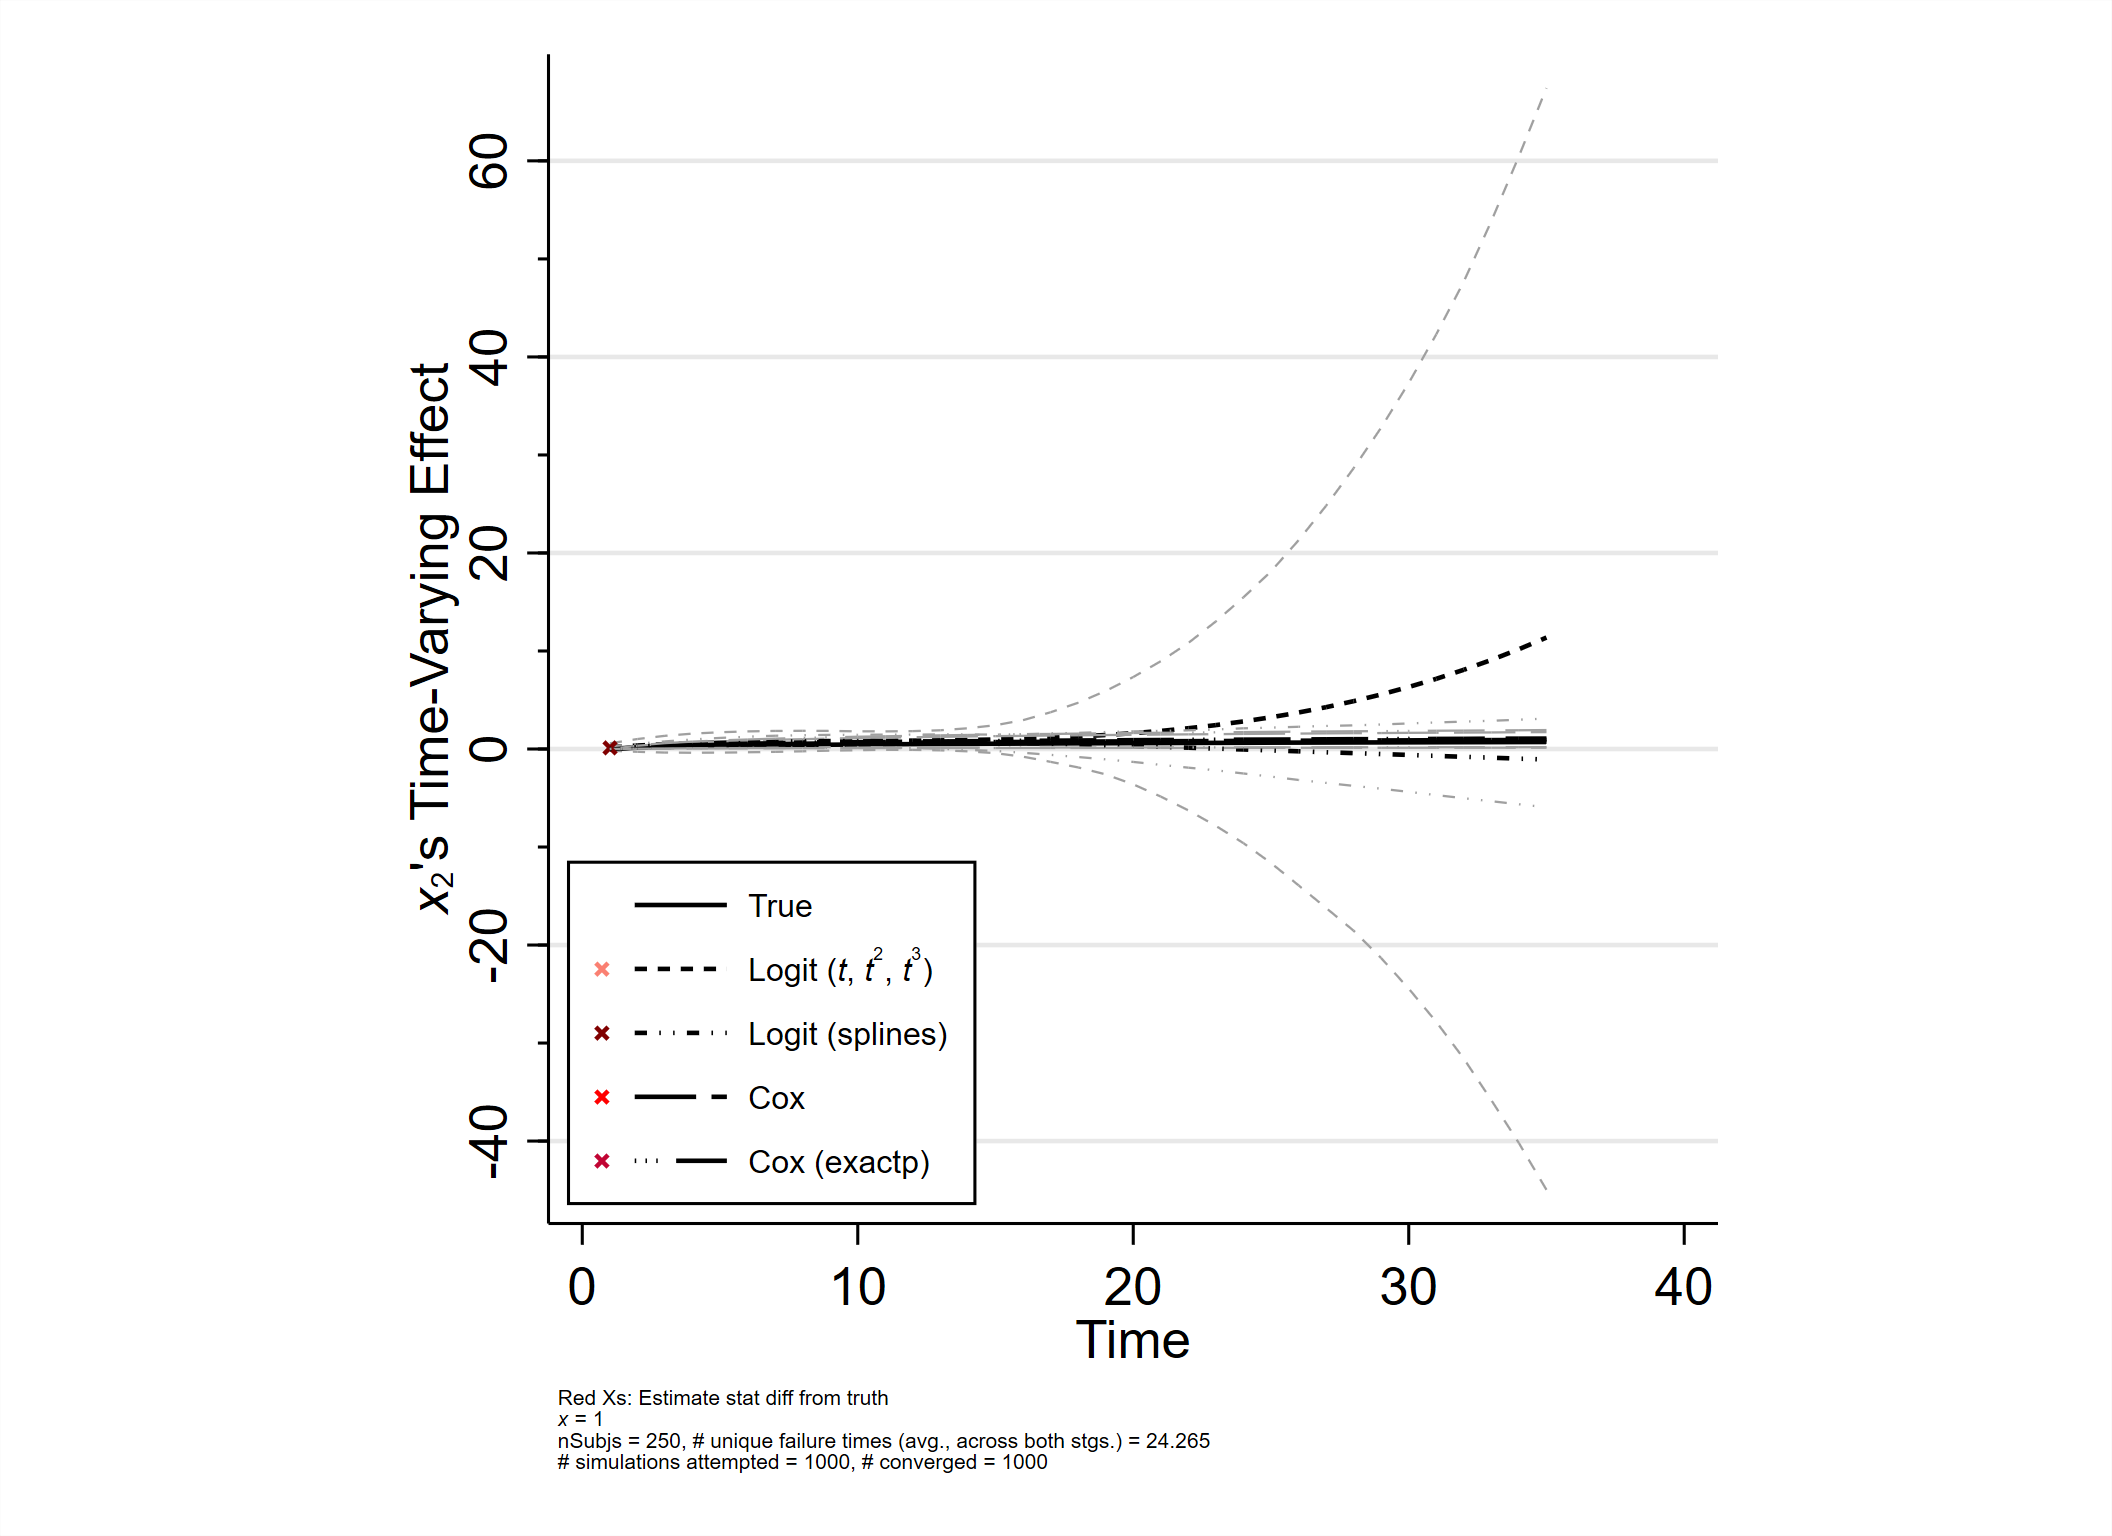 x₂'s Time-Varying Effect
60
40
20
0
-20
-40
True
Logit (t, t², t³)
Logit (splines)
Cox
Cox (exactp)
0 10 20 30 40
Time
Red Xs: Estimate stat diff from truth
x = 1
nSubjs = 250, # unique failure times (avg., across both stgs.) = 24.265
# simulations attempted = 1000, # converged = 1000